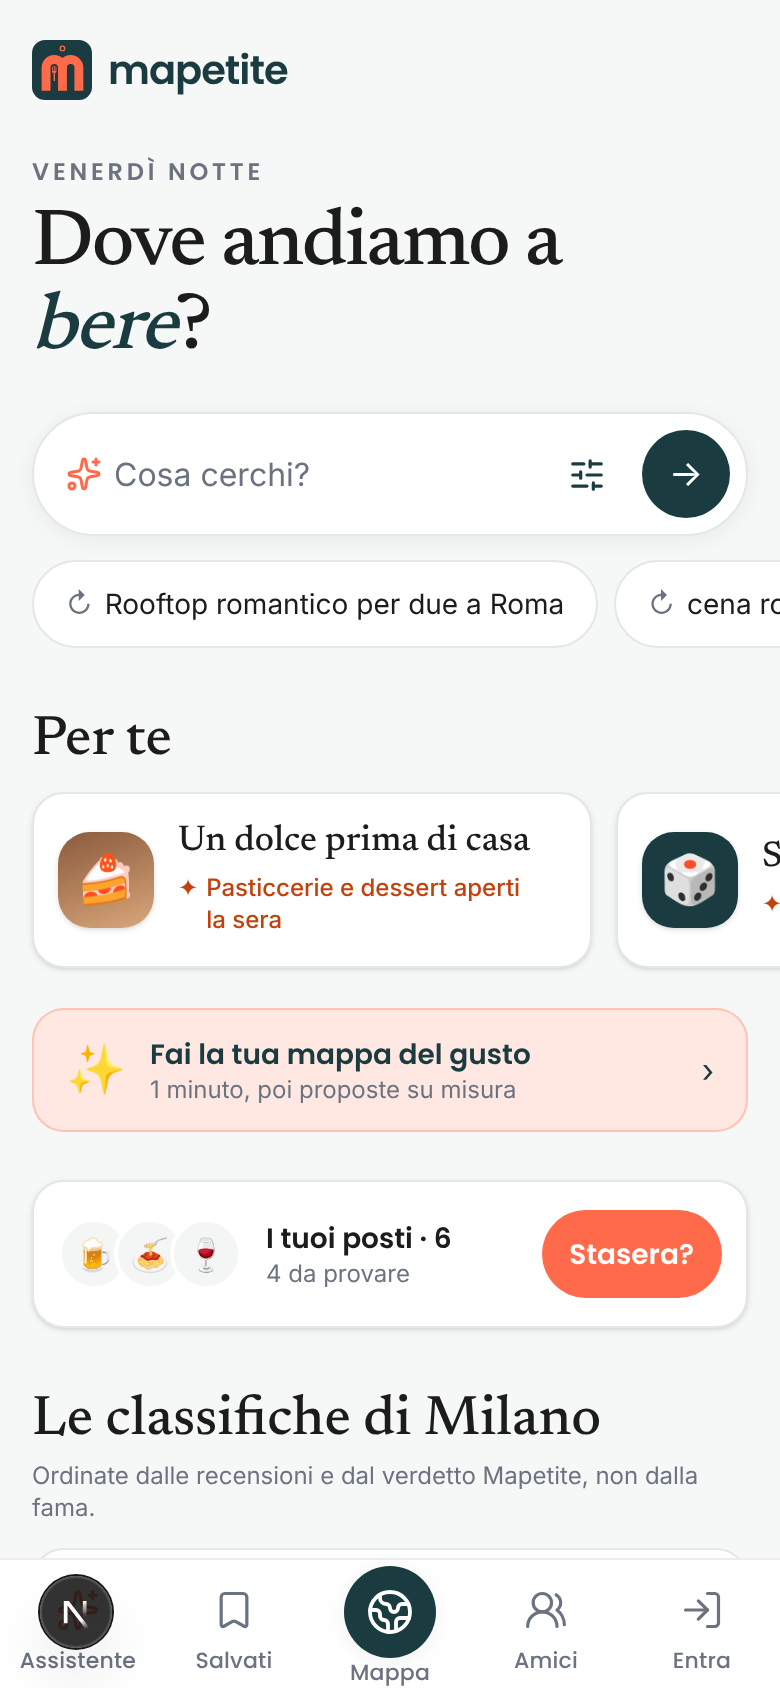 mapetite
VENERDÌ NOTTE
Dove andiamo a
bere?
Cosa cerchi?
Rooftop romantico per due a Roma
cena
Per te
Un dolce prima di casa
Pasticcerie e dessert aperti
la sera
Fai la tua mappa del gusto
1 minuto, poi proposte su misura
I tuoi posti · 6
4 da provare
Stasera?
Le classifiche di Milano
Ordinate dalle recensioni e dal verdetto Mapetite, non dalla
fama.
N
Assistente
Salvati
Mappa
Amici
Entra